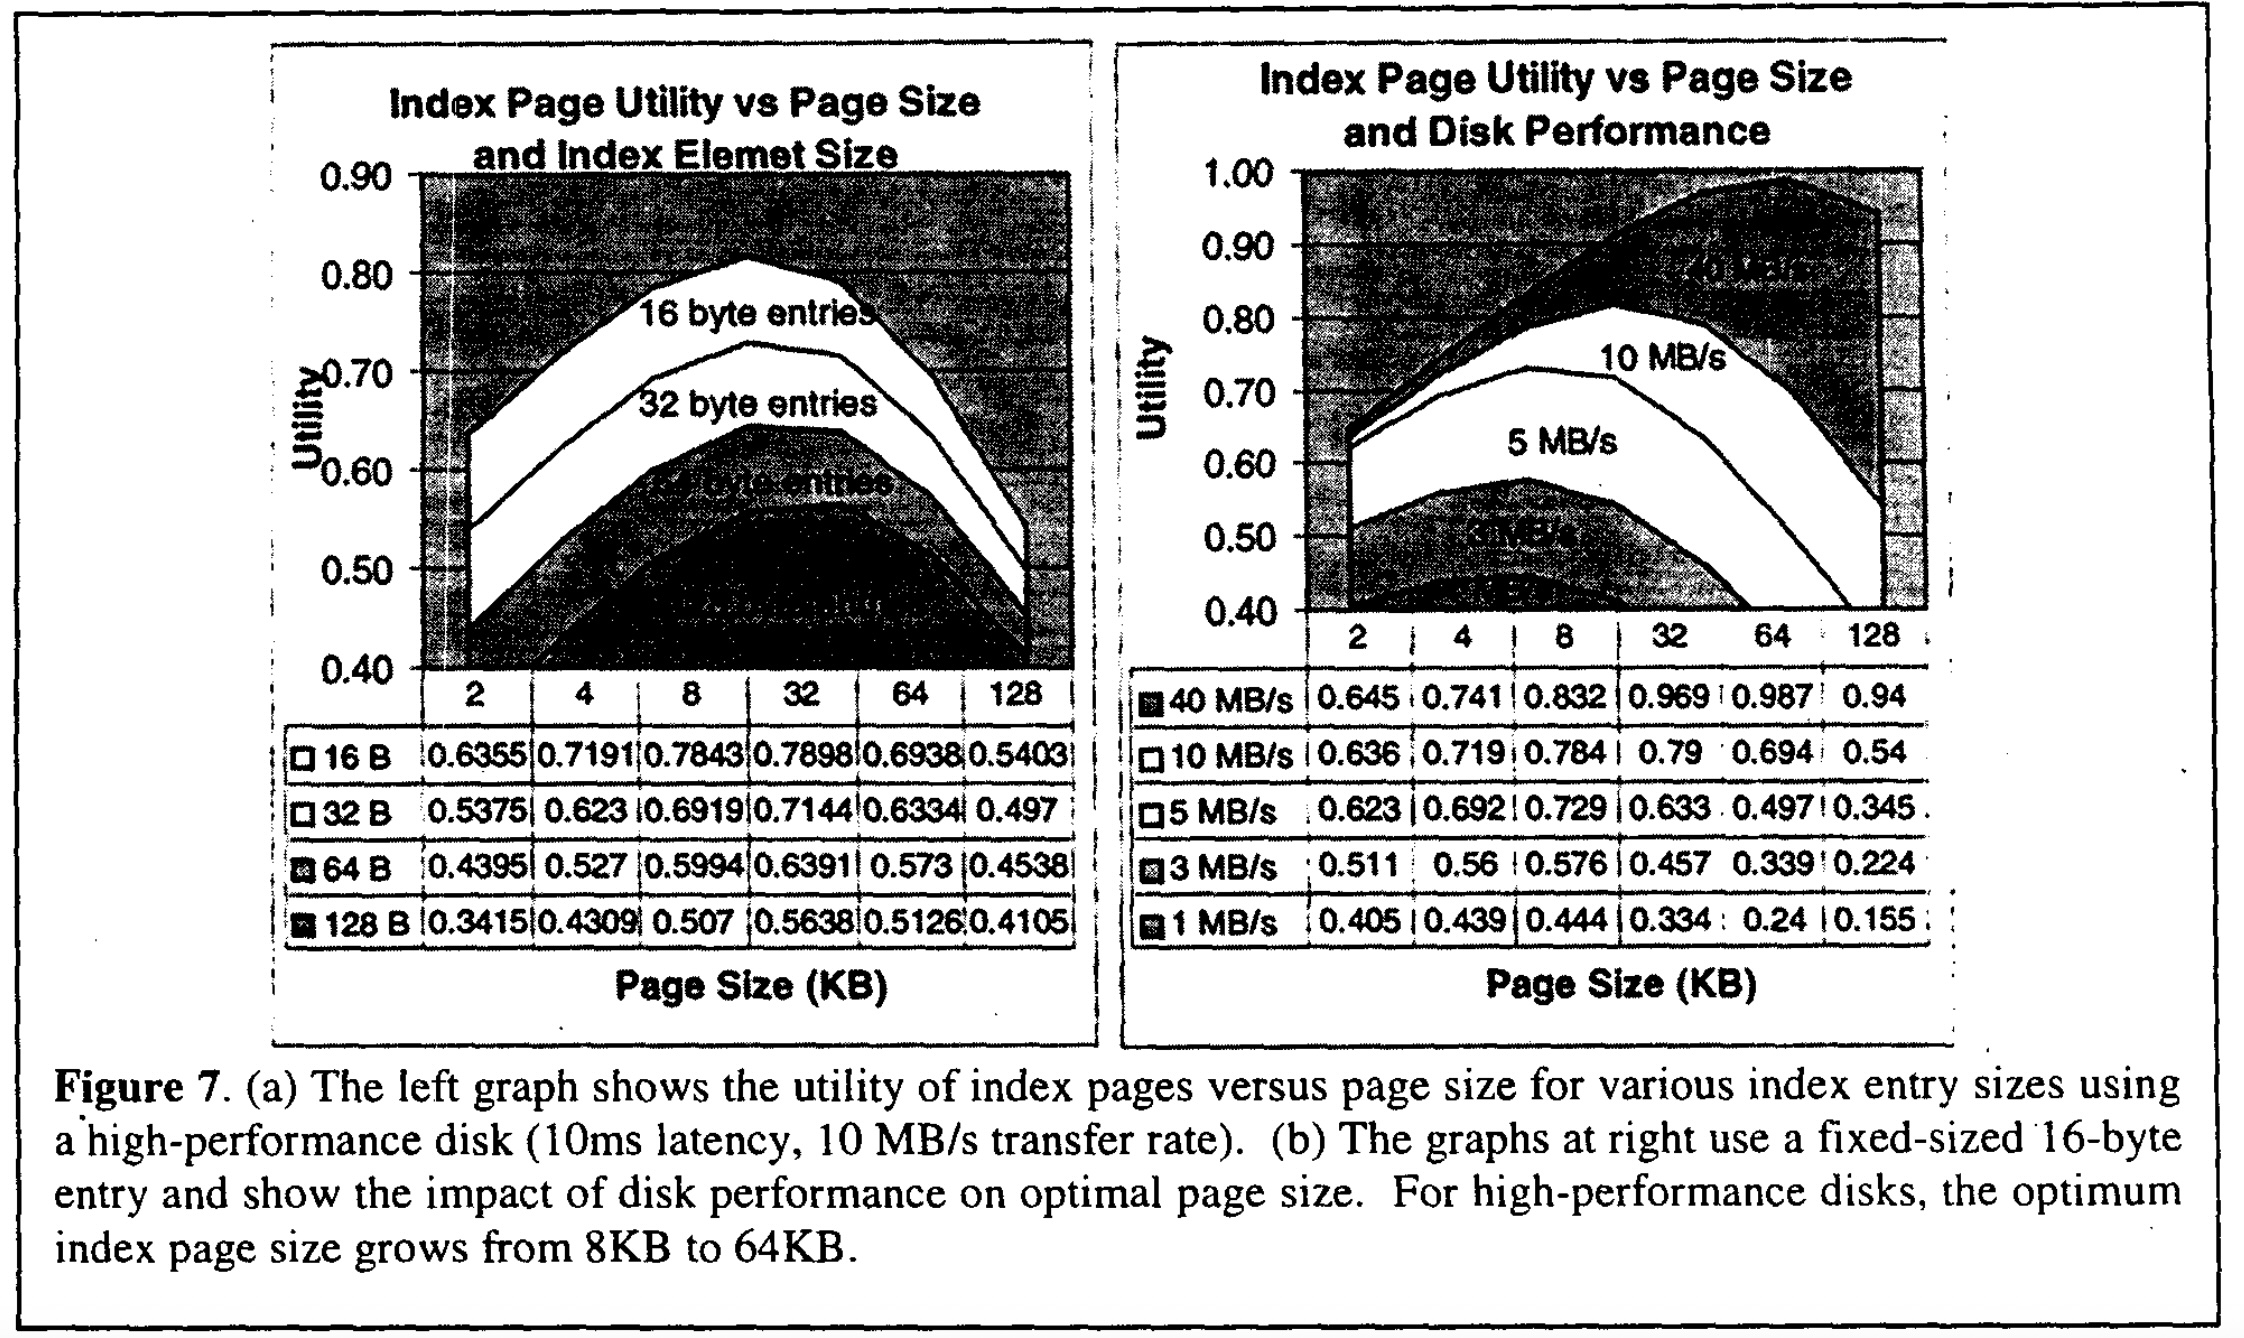 Index Page Utility vs Page Size
and Index Elemet Size
0.90
0.80
0.70
0.60
0.50
0.40
Utility
16 byte entries
32 byte entries
64 byte entries
2 4 8 32 64 128
16 B 0.6355 0.7191 0.7843 0.7898 0.6938 0.5403
32 B 0.5375 0.623 0.6919 0.7144 0.6334 0.497
64 B 0.4395 0.527 0.5994 0.6391 0.573 0.4538
128 B 0.3415 0.4309 0.507 0.5638 0.5126 0.4105
Page Size (KB)
Index Page Utility vs Page Size
and Disk Performance
1.00
0.90
0.80
0.70
0.60
0.50
0.40
Utility
40 MB/s
10 MB/s
5 MB/s
3 MB/s
2 4 8 32 64 128
40 MB/s 0.645 0.741 0.832 0.969 0.987 0.94
10 MB/s 0.636 0.719 0.784 0.79 0.694 0.54
5 MB/s 0.623 0.692 0.729 0.633 0.497 0.345
3 MB/s 0.511 0.56 0.576 0.457 0.339 0.224
1 MB/s 0.405 0.439 0.444 0.334 0.24 0.155
Page Size (KB)
Figure 7. (a) The left graph shows the utility of index pages versus page size for various index entry sizes using
a high-performance disk (10ms latency, 10 MB/s transfer rate). (b) The graphs at right use a fixed-sized 16-byte
entry and show the impact of disk performance on optimal page size. For high-performance disks, the optimum
index page size grows from 8KB to 64KB.